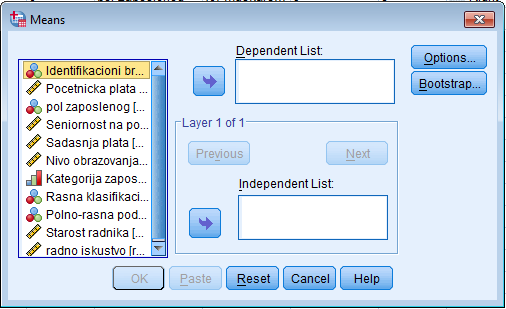 Means
Dependent List:
Options...
Bootstrap...
Identifikacioni br...
Pocetnicka plata ...
pol zaposlenog [...
Seniornost na po...
Sadasnja plata [...
Nivo obrazovanja...
Kategorija zapos...
Rasna klasifikaci...
Polno-rasna pod...
Starost radnika [...
radno iskustvo [r...
Layer 1 of 1
Previous
Next
Independent List:
OK
Paste
Reset
Cancel
Help